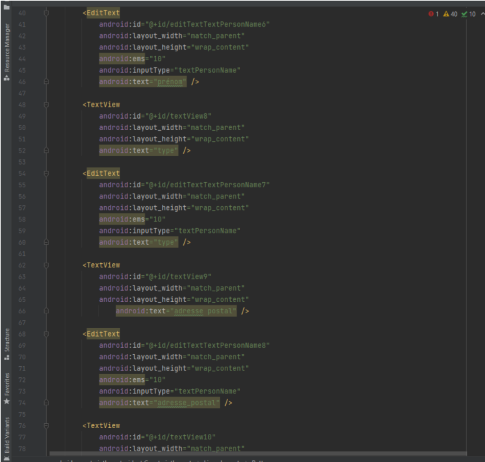 40 <EditText
41 android:id="@+id/editTextTextPersonName6"
42 android:layout_width="match_parent"
43 android:layout_height="wrap_content"
44 android:ems="10"
45 android:inputType="textPersonName"
46 android:text="prénom" />
47
48 <TextView
49 android:id="@+id/textView8"
50 android:layout_width="match_parent"
51 android:layout_height="wrap_content"
52 android:text="type" />
53
54 <EditText
55 android:id="@+id/editTextTextPersonName7"
56 android:layout_width="match_parent"
57 android:layout_height="wrap_content"
58 android:ems="10"
59 android:inputType="textPersonName"
60 android:text="type" />
61
62 <TextView
63 android:id="@+id/textView9"
64 android:layout_width="match_parent"
65 android:layout_height="wrap_content"
66 android:text="adresse postal" />
67
68 <EditText
69 android:id="@+id/editTextTextPersonName8"
70 android:layout_width="match_parent"
71 android:layout_height="wrap_content"
72 android:ems="10"
73 android:inputType="textPersonName"
74 android:text="adresse_postal" />
75
76 <TextView
77 android:id="@+id/textView10"
78 android:layout_width="match_parent"
1 40 10
Resource Manager
Structure
Favorites
Build Variants